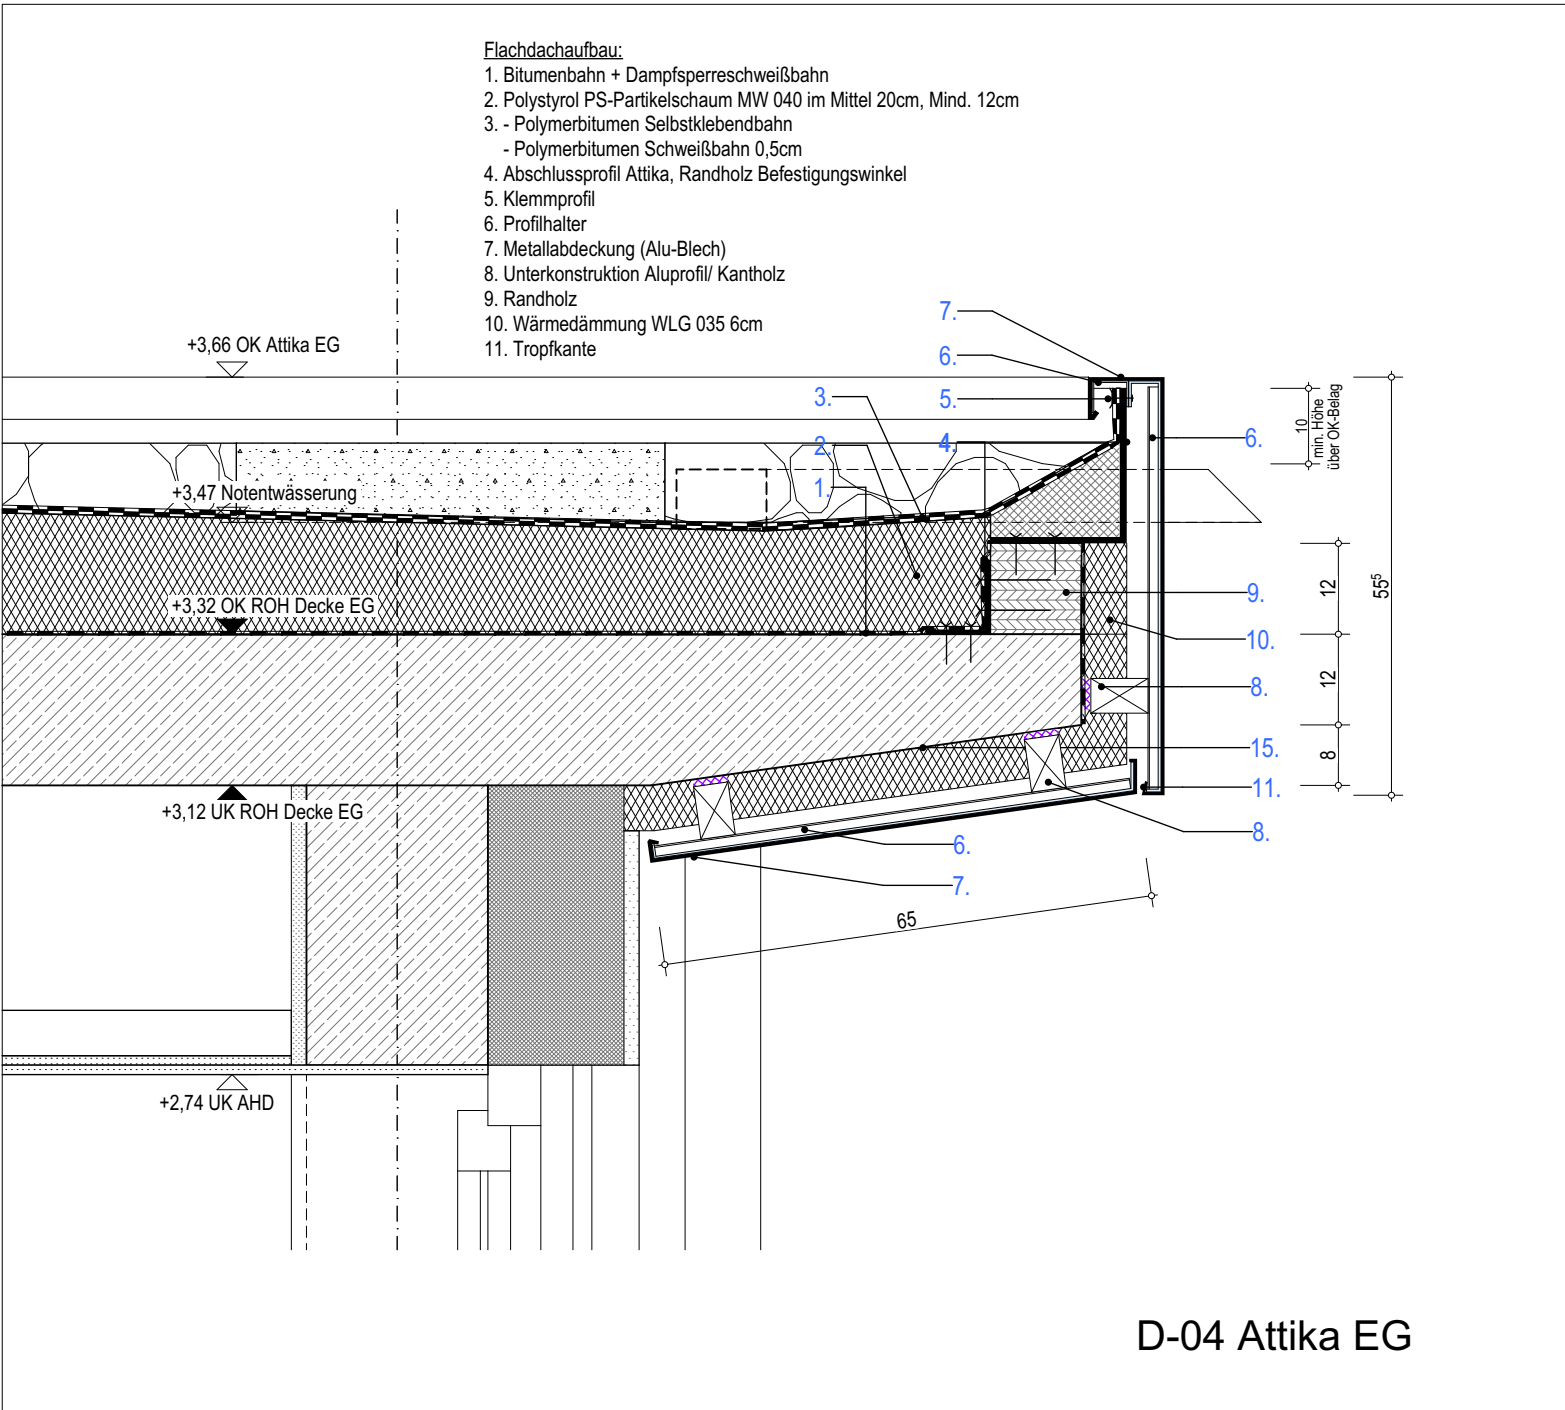 Flachdachaufbau:
1. Bitumenbahn + Dampfsperreschweißbahn
2. Polystyrol PS-Partikelschaum MW 040 im Mittel 20cm, Mind. 12cm
3. - Polymerbitumen Selbstklebendbahn
- Polymerbitumen Schweißbahn 0,5cm
4. Abschlussprofil Attika, Randholz Befestigungswinkel
5. Klemmprofil
6. Profilhalter
7. Metallabdeckung (Alu-Blech)
8. Unterkonstruktion Aluprofil/ Kantholz
9. Randholz
10. Wärmedämmung WLG 035 6cm
11. Tropfkante
7.
+3,66 OK Attika EG
6.
3.
5.
10
min. Höhe
über OK-Belag
2.
4.
6.
+3,47 Notentwässerung
1.
12
55⁵
9.
+3,32 OK ROH Decke EG
10.
12
8.
15.
8
11.
+3,12 UK ROH Decke EG
8.
6.
7.
65
+2,74 UK AHD
D-04 Attika EG